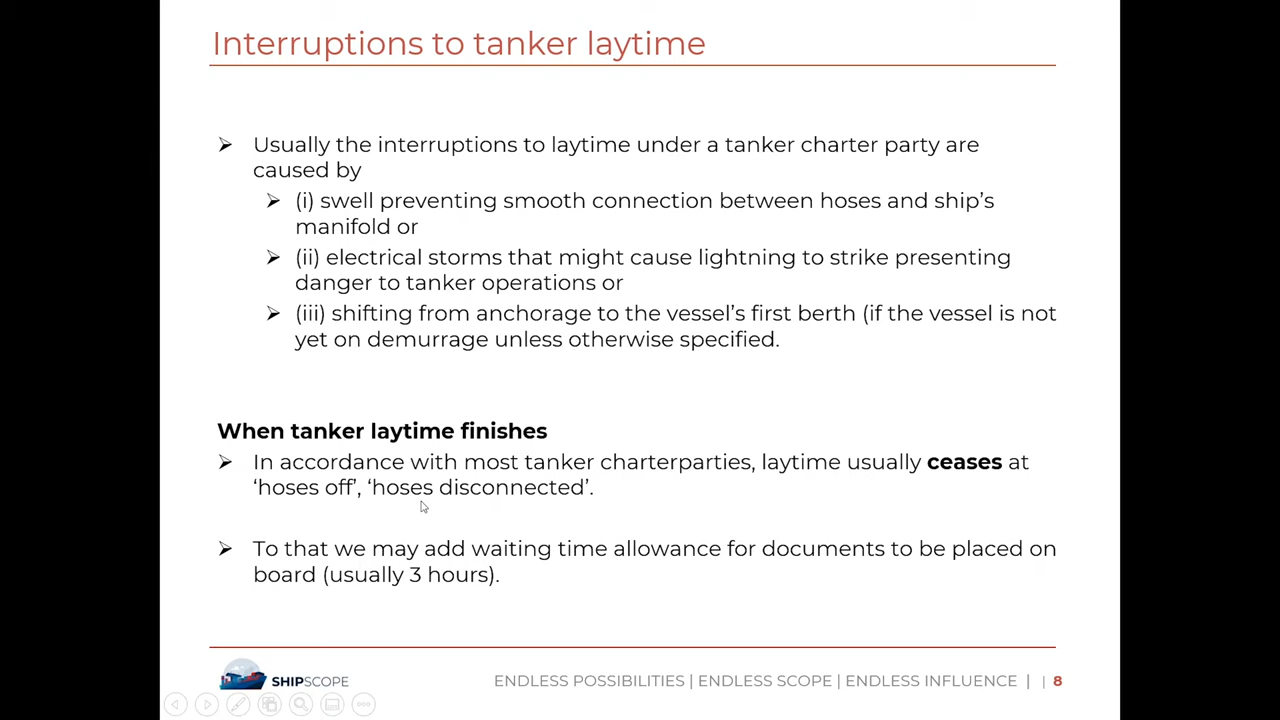 Interruptions to tanker laytime
Usually the interruptions to laytime under a tanker charter party are
caused by
(i) swell preventing smooth connection between hoses and ship's
manifold or
(ii) electrical storms that might cause lightning to strike presenting
danger to tanker operations or
(iii) shifting from anchorage to the vessel's first berth (if the vessel is not
yet on demurrage unless otherwise specified.
When tanker laytime finishes
In accordance with most tanker charterparties, laytime usually ceases at
'hoses off', 'hoses disconnected'.
To that we may add waiting time allowance for documents to be placed on
board (usually 3 hours).
SHIPSCOPE
ENDLESS POSSIBILITIES | ENDLESS SCOPE | ENDLESS INFLUENCE | | 8